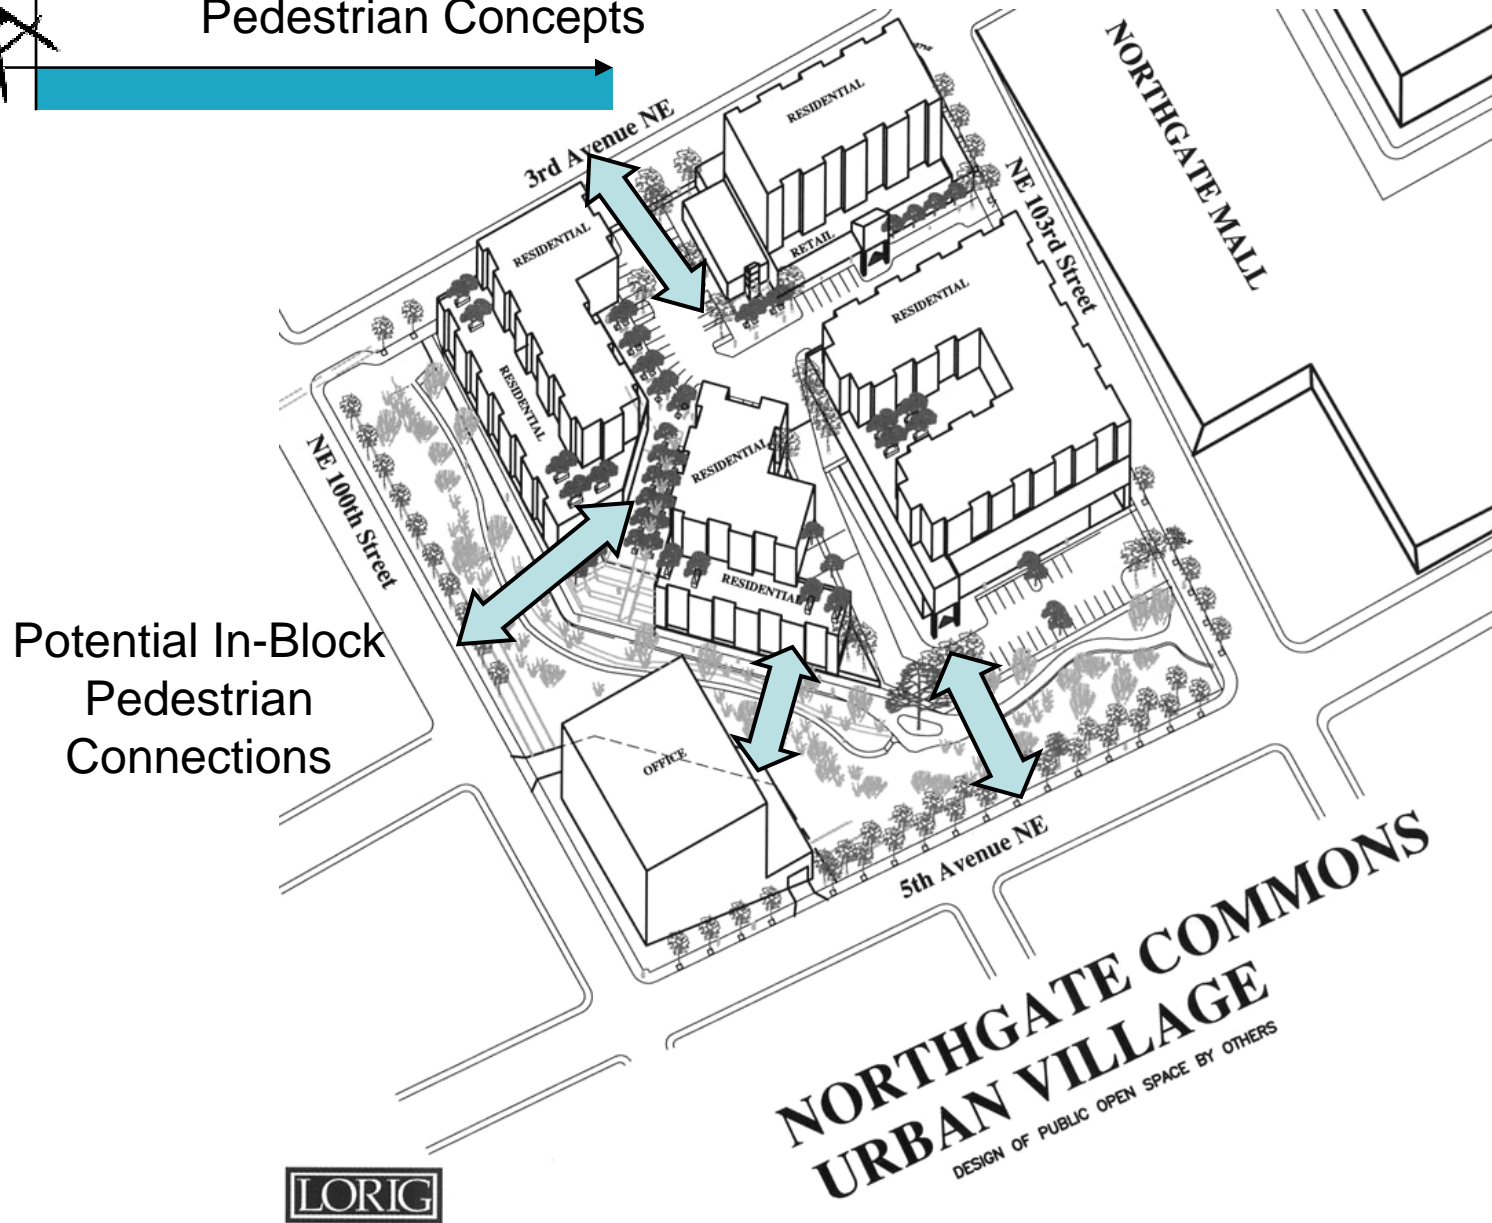 Pedestrian Concepts
3rd Avenue NE
RESIDENTIAL
NORTHGATE MALL
RESIDENTIAL
NE 103rd Street
RETAIL
RESIDENTIAL
RESIDENTIAL
NE 100th Street
RESIDENTIAL
RESIDENTIAL
Potential In-Block
Pedestrian
Connections
OFFICE
5th Avenue NE
NORTHGATE COMMONS
URBAN VILLAGE
DESIGN OF PUBLIC OPEN SPACE BY OTHERS
LORIG